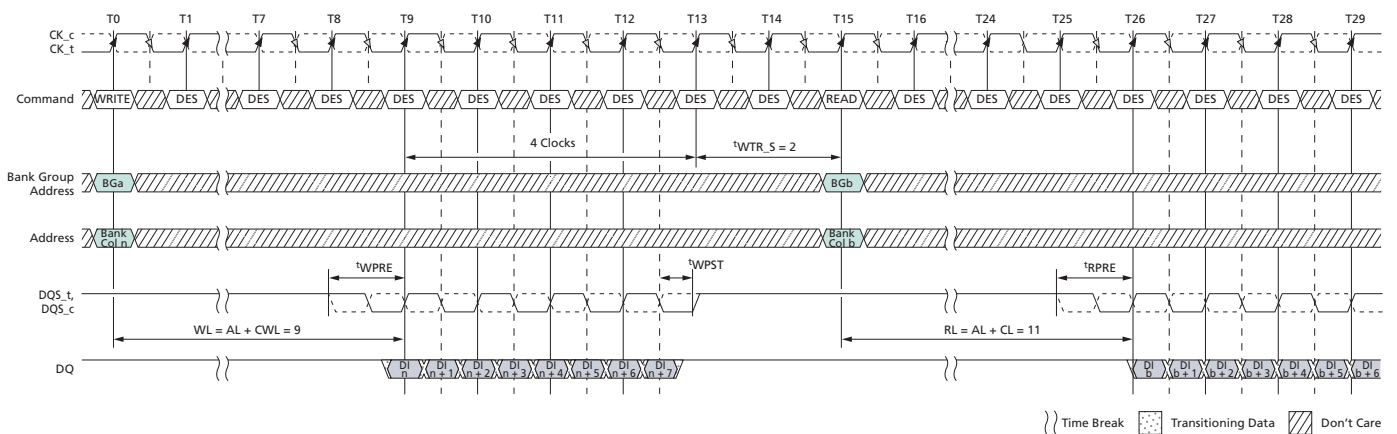 T0 T1 T7 T8 T9 T10 T11 T12 T13 T14 T15 T16 T24 T25 T26 T27 T28 T29
CK_c
CK_t
Command WRITE DES DES DES DES DES DES DES DES DES READ DES DES DES DES DES DES DES
4 Clocks tWTR_S = 2
Bank Group
Address
BGa BGb
Address
Bank
Col n
Bank
Col b
tWPRE tWPST tRPRE
DQS_t,
DQS_c
WL = AL + CWL = 9 RL = AL + CL = 11
DQ
DI
n
DI
n + 1
DI
n + 2
DI
n + 3
DI
n + 4
DI
n + 5
DI
n + 6
DI
n + 7
DI
b
DI
b + 1
DI
b + 2
DI
b + 3
DI
b + 4
DI
b + 5
DI
b + 6
Time Break Transitioning Data Don't Care